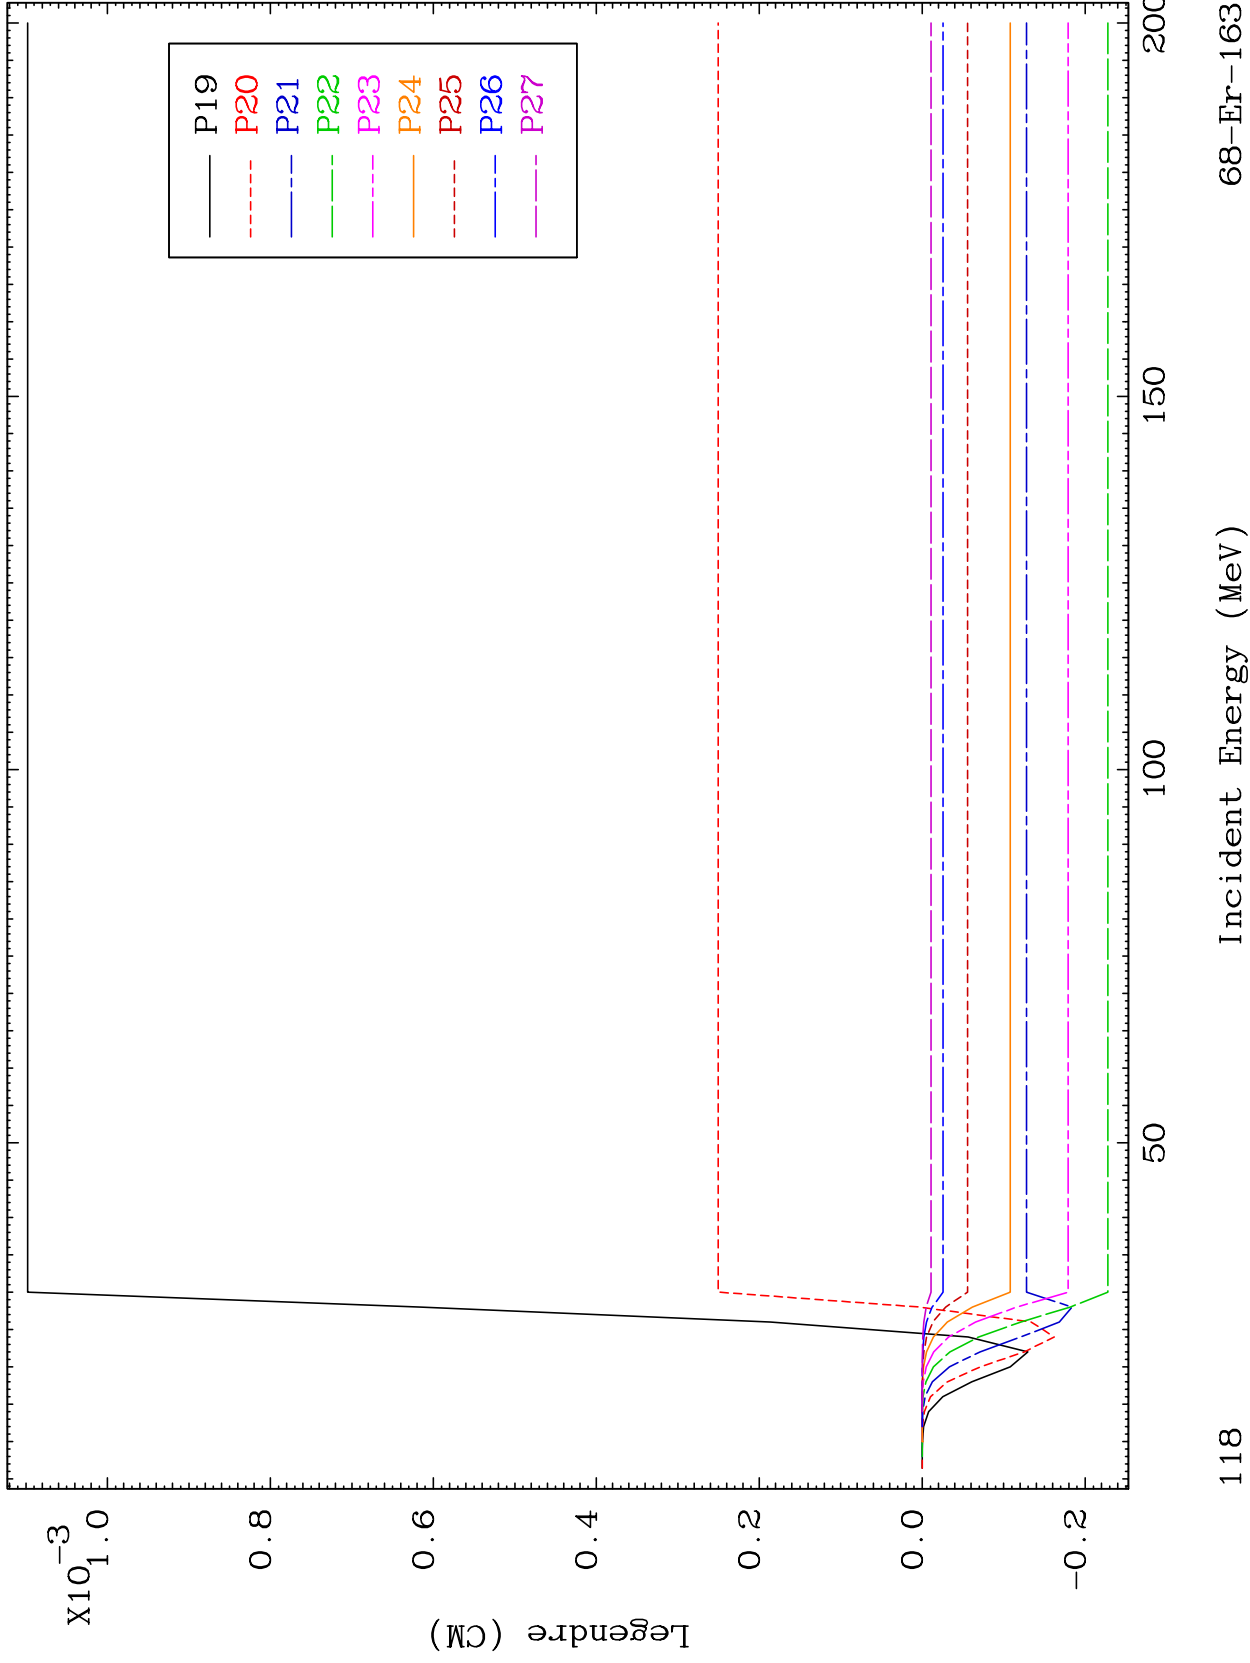 X10-3
1.0
0.8
0.6
0.4
0.2
0.0
-0.2
Legendre (CM)
P19
P20
P21
P22
P23
P24
P25
P26
P27
50
100
150
200
118
Incident Energy (MeV)
68-Er-163